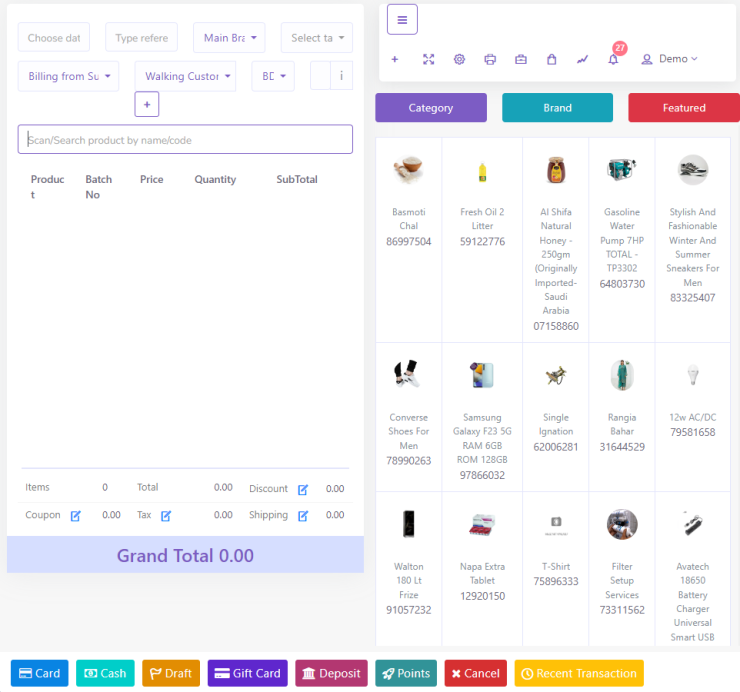 Choose dat
Type refere
Main Bra
Select ta
Billing from Su
Walking Custor
BD
i
+
Scan/Search product by name/code
Produc
t
Batch
No
Price
Quantity
SubTotal
Items
0
Total
0.00
Discount
0.00
Coupon
0.00
Tax
0.00
Shipping
0.00
Grand Total 0.00
+
27
Demo
Category
Brand
Featured
Basmoti
Chal
86997504
Fresh Oil 2
Litter
59122776
Al Shifa
Natural
Honey -
250gm
(Originally
Imported-
Saudi
Arabia
07158860
Gasoline
Water
Pump 7HP
TOTAL -
TP3302
64803730
Stylish And
Fashionable
Winter And
Summer
Sneakers For
Men
83325407
Converse
Shoes For
Men
78990263
Samsung
Galaxy F23 5G
RAM 6GB
ROM 128GB
97866032
Single
Ignation
62006281
Rangia
Bahar
31644529
12w AC/DC
79581658
Walton
180 Lt
Frize
91057232
Napa Extra
Tablet
12920150
T-Shirt
75896333
Filter
Setup
Services
73311562
Avatech
18650
Battery
Charger
Universal
Smart USB
Card
Cash
Draft
Gift Card
Deposit
Points
Cancel
Recent Transaction